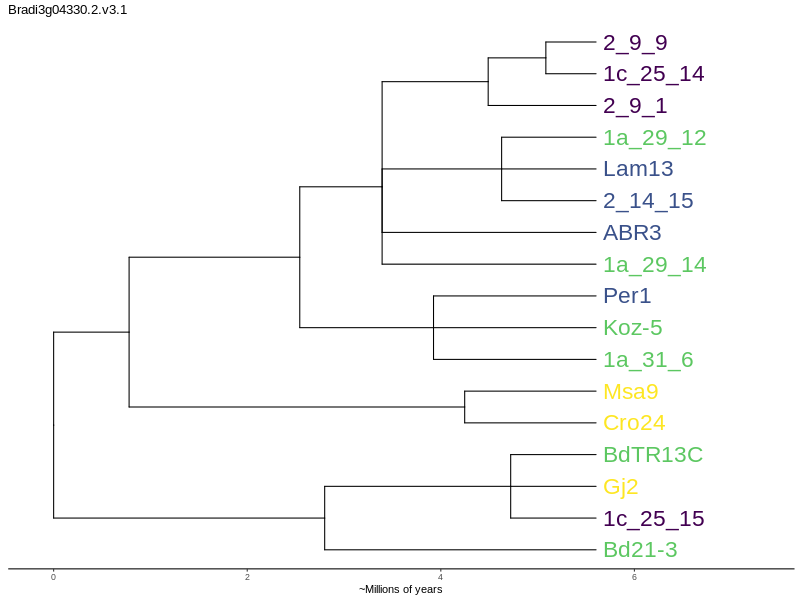 Bradi3g04330.2.v3.1
2_9_9
1c_25_14
2_9_1
1a_29_12
Lam13
2_14_15
ABR3
1a_29_14
Per1
Koz-5
1a_31_6
Msa9
Cro24
BdTR13C
Gj2
1c_25_15
Bd21-3
0 2 4 6
~Millions of years